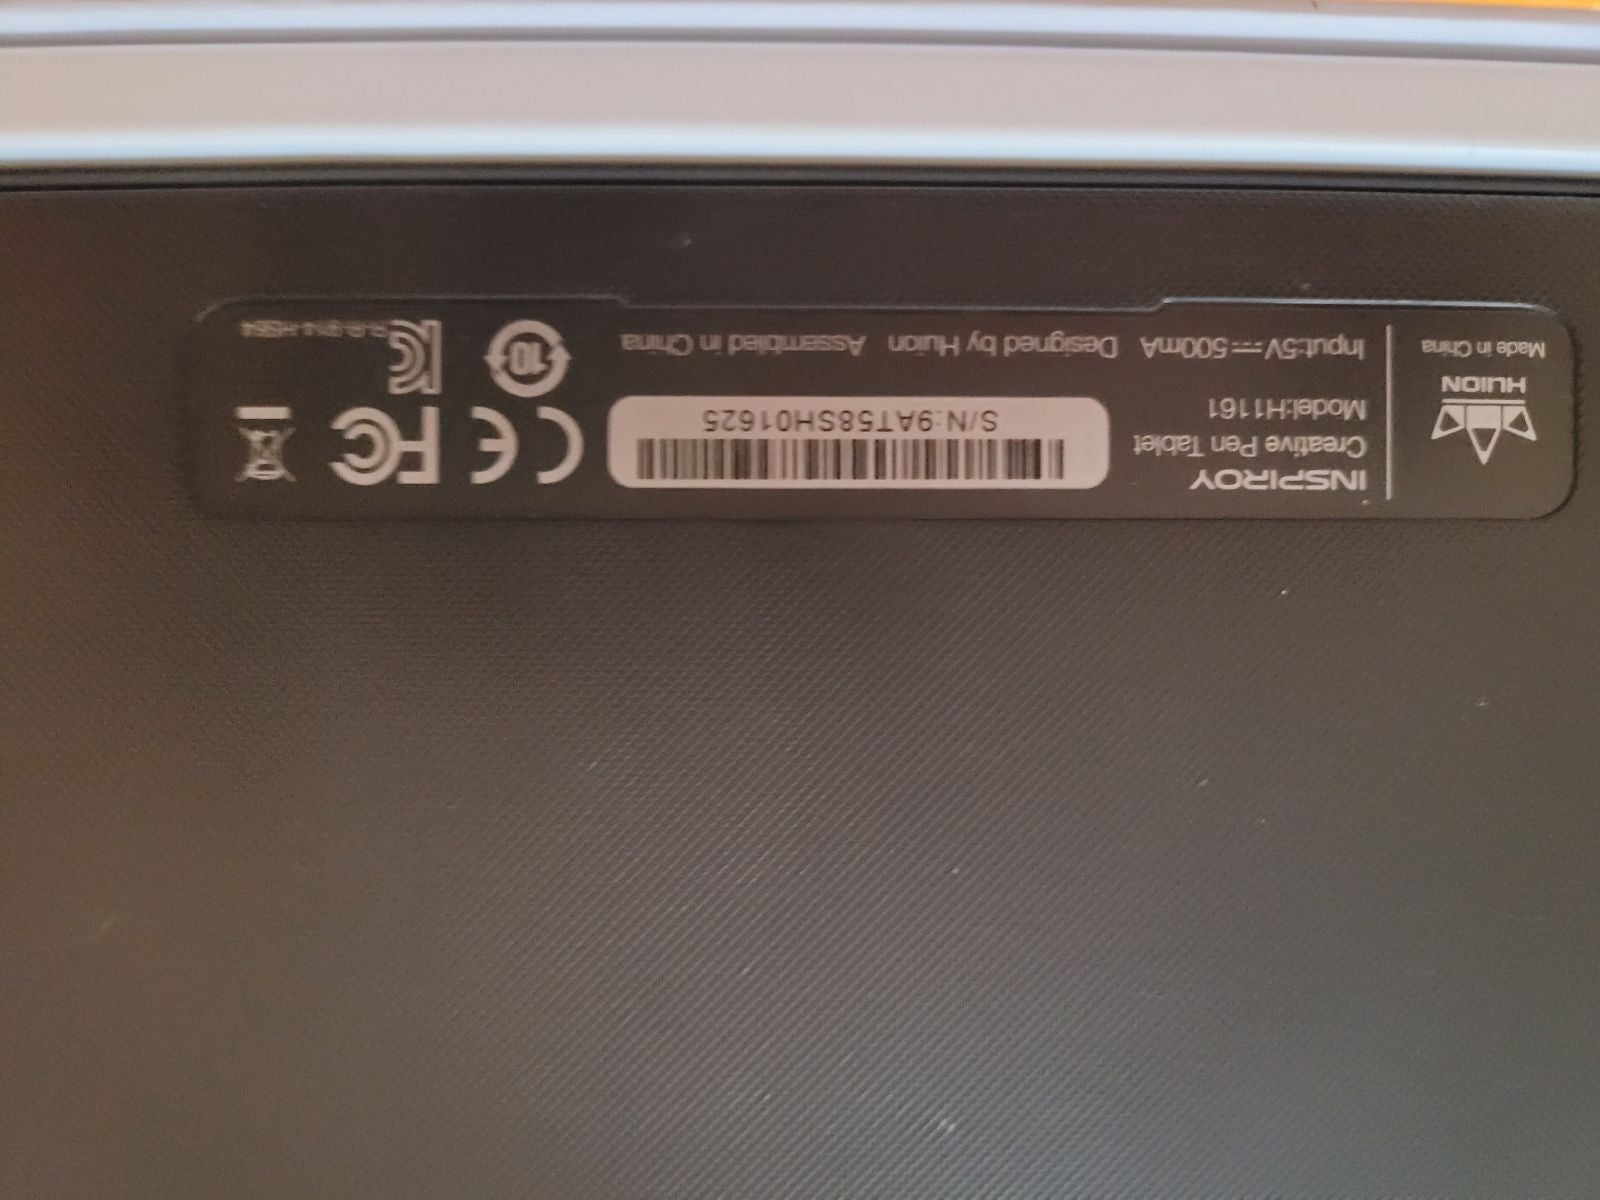 HUION
Made in China
INSPIROY
Creative Pen Tablet
Model:H1161
Input:5V⎓500mA
S/N:9AT58SH01625
Designed by Huion Assembled in China
CE FC
10